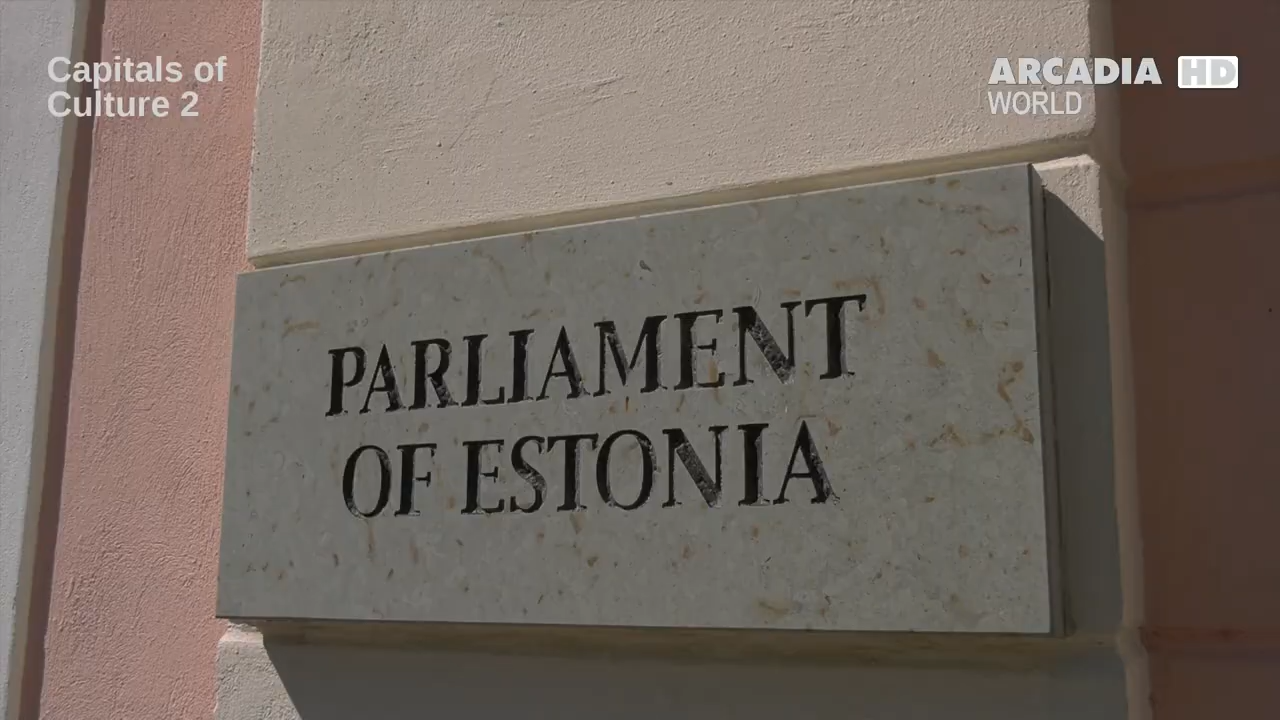 Capitals of
Culture 2
ARCADIA HD
WORLD
PARLIAMENT
OF ESTONIA